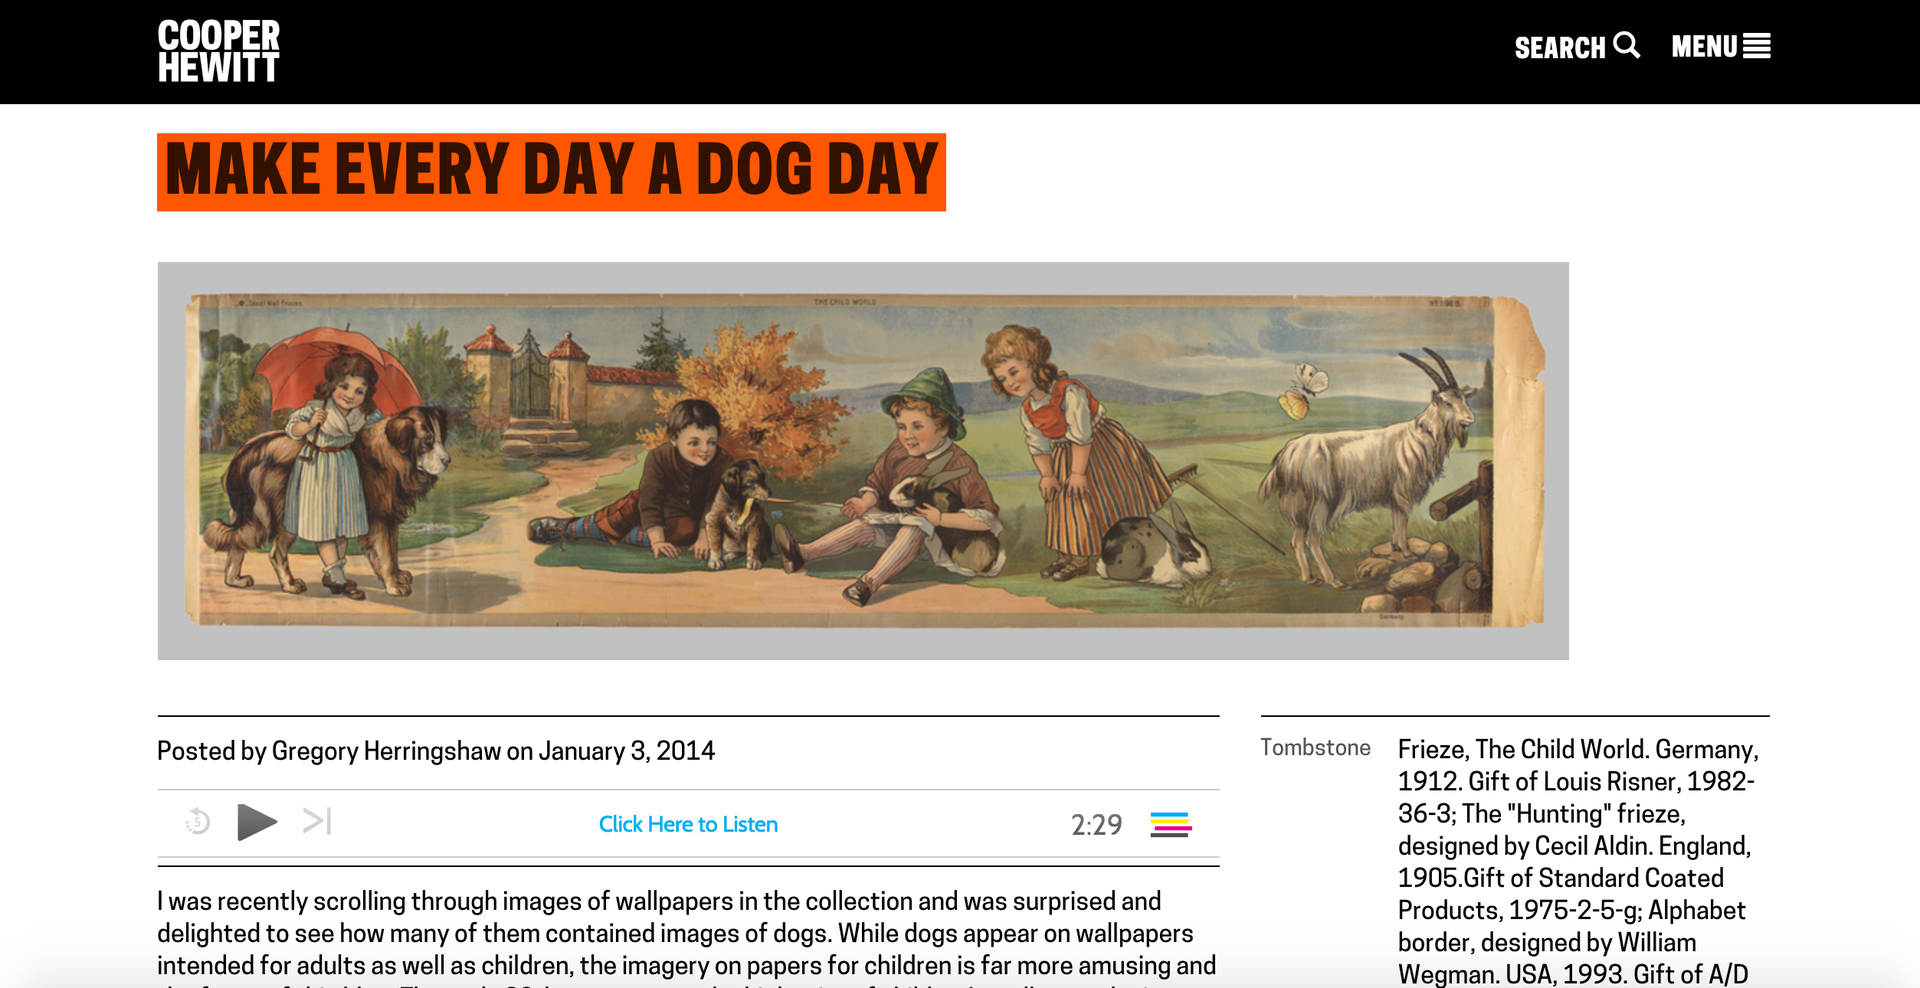 COOPER
HEWITT
SEARCH
MENU
MAKE EVERY DAY A DOG DAY
Ideal Wall Friezes.
THE CHILD WORLD
Germany.
Posted by Gregory Herringshaw on January 3, 2014
5
Click Here to Listen
2:29
I was recently scrolling through images of wallpapers in the collection and was surprised and
delighted to see how many of them contained images of dogs. While dogs appear on wallpapers
intended for adults as well as children, the imagery on papers for children is far more amusing and
Tombstone
Frieze, The Child World. Germany,
1912. Gift of Louis Risner, 1982-
36-3; The "Hunting" frieze,
designed by Cecil Aldin. England,
1905.Gift of Standard Coated
Products, 1975-2-5-g; Alphabet
border, designed by William
Wegman. USA, 1993. Gift of A/D